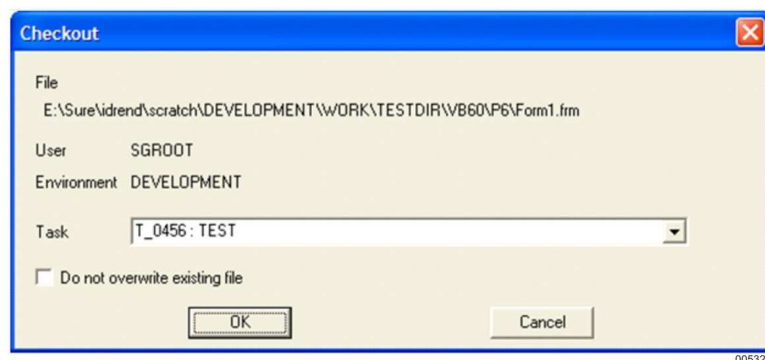 Checkout
File
E:\Sure\idrend\scratch\DEVELOPMENT\WORK\TESTDIR\VB60\P6\Form1.frm
User SGROOT
Environment DEVELOPMENT
Task T_0456 : TEST
Do not overwrite existing file
OK Cancel
00532